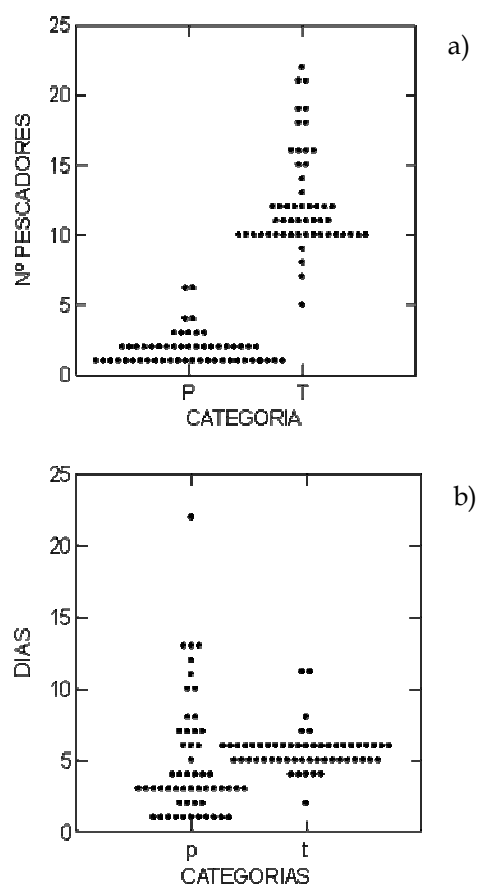 a)
25
20
15
10
5
0
Nº PESCADORES
P T
CATEGORIA
b)
25
20
15
10
5
0
DIAS
p t
CATEGORIAS